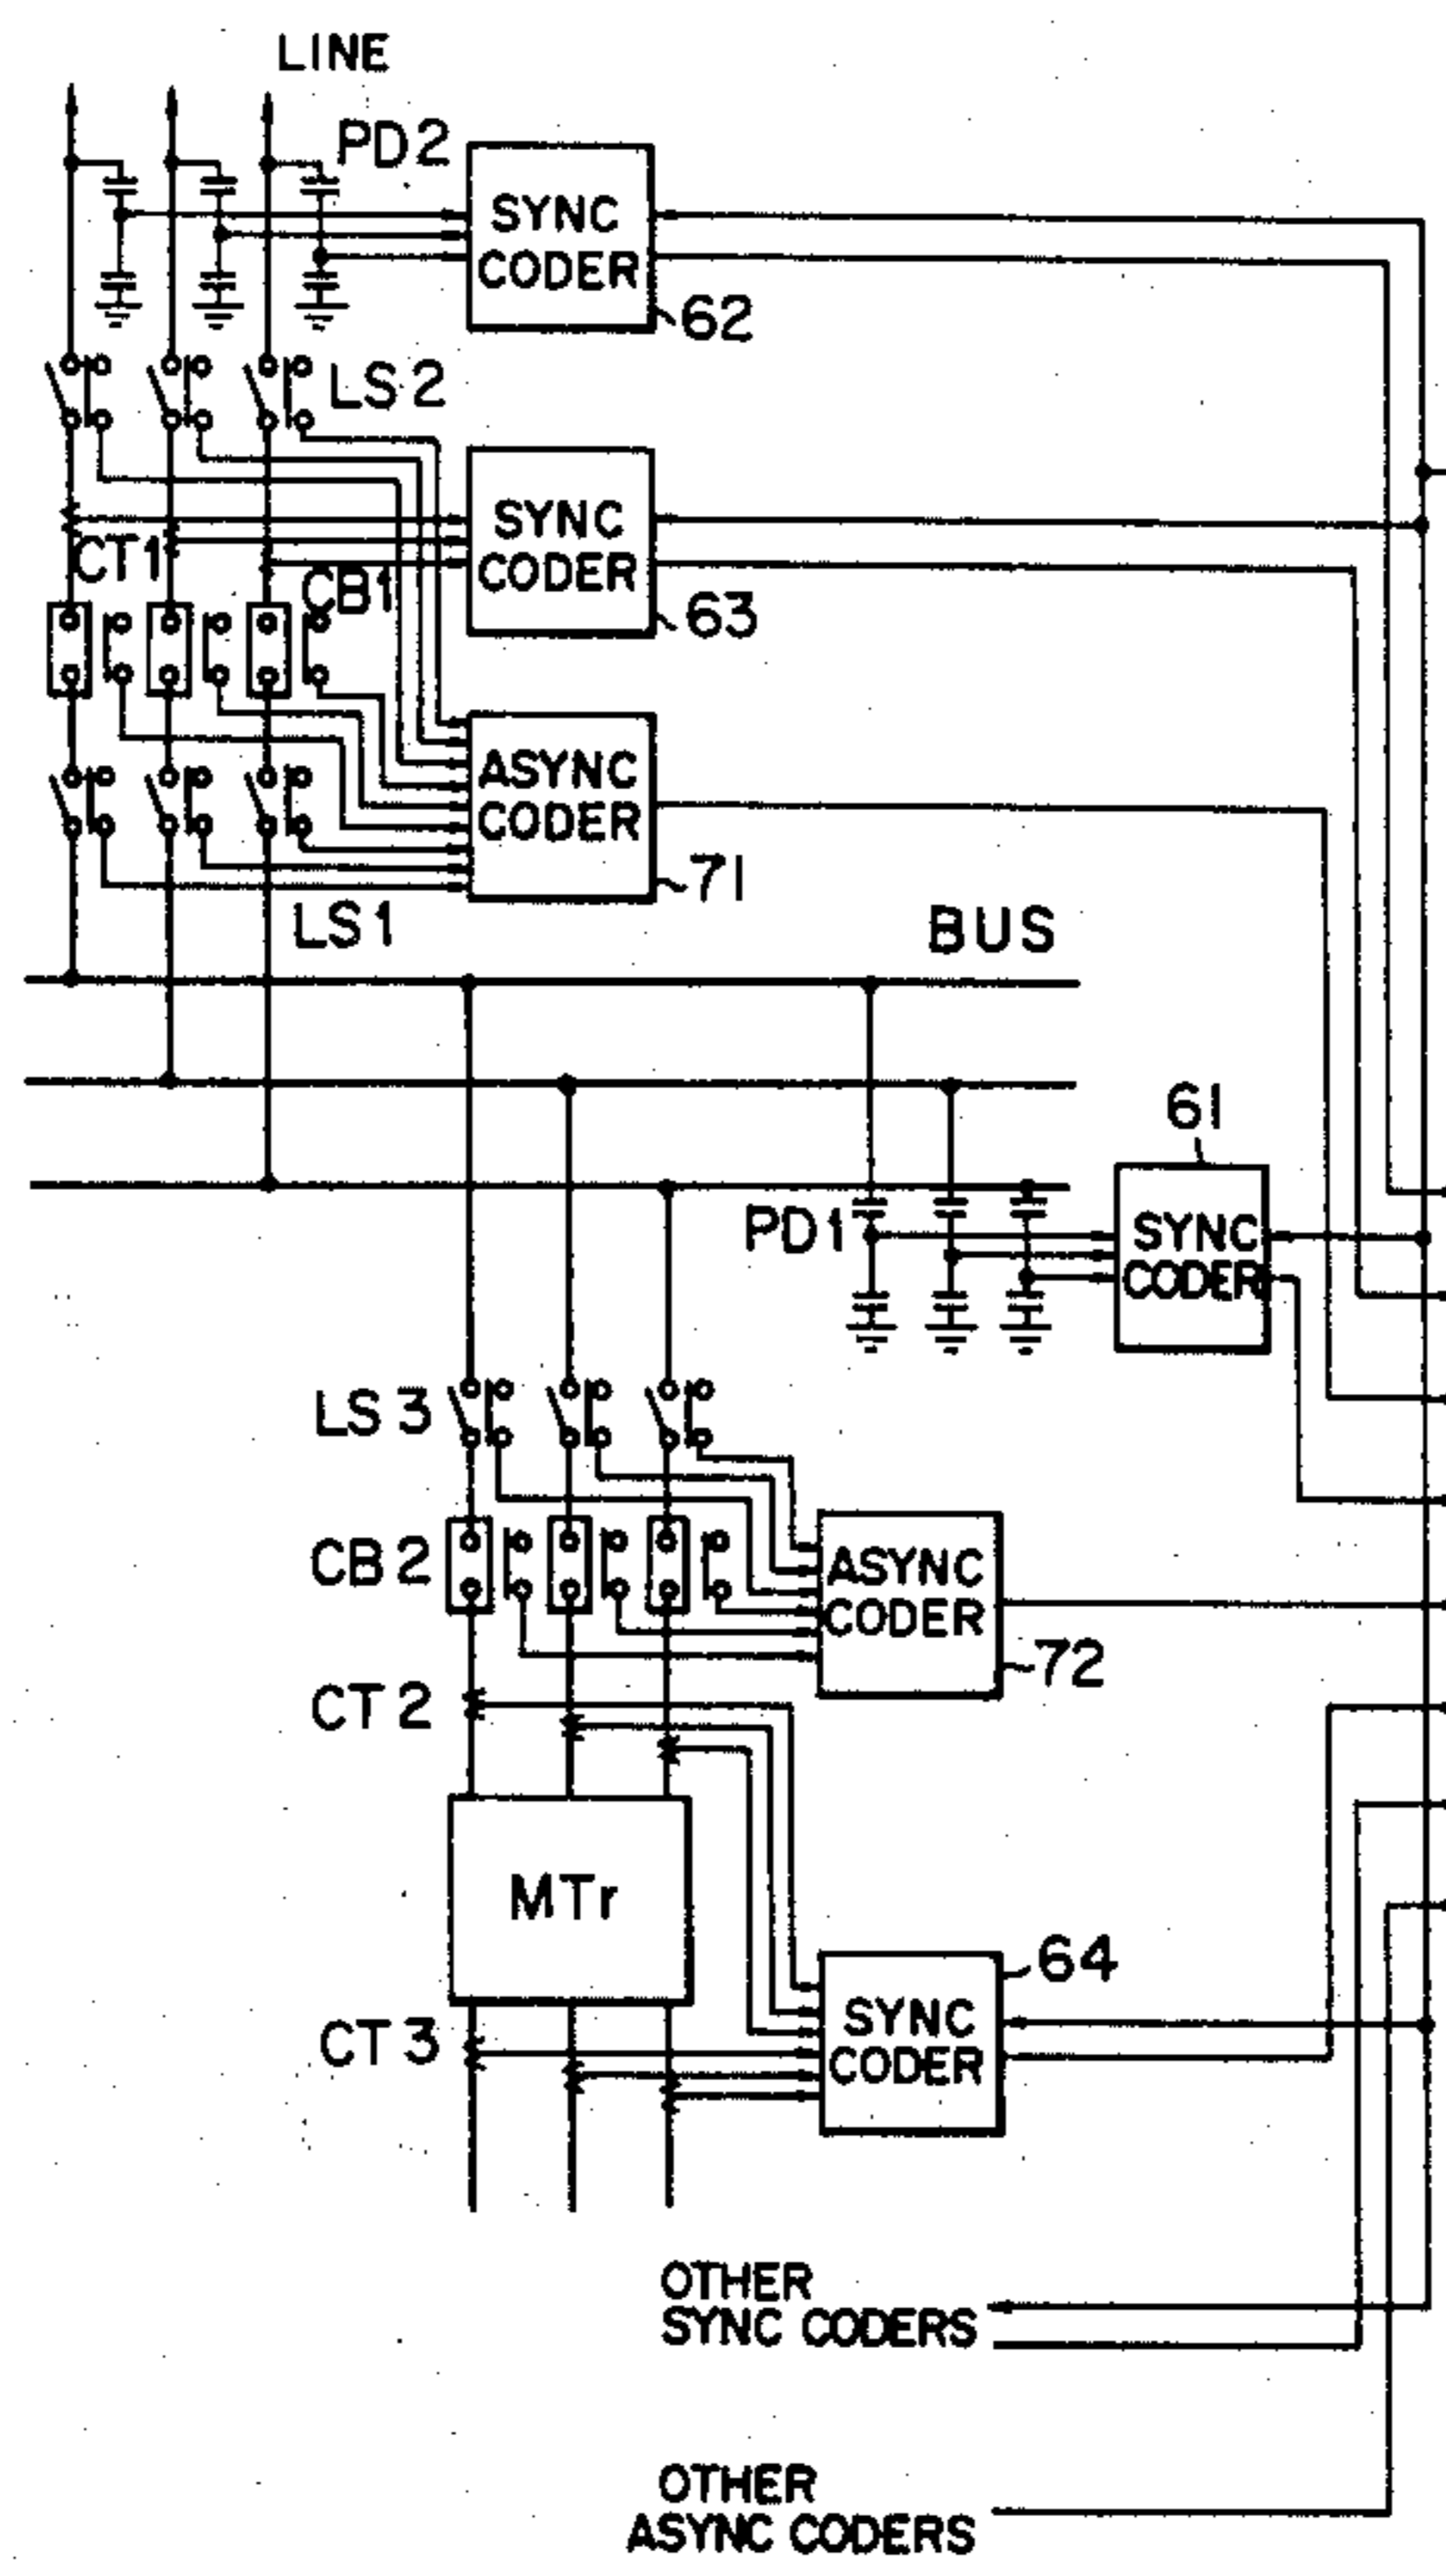 LINE
PD2
SYNC
CODER
62
LS2
SYNC
CODER
63
CT1
CB1
ASYNC
CODER
71
LS1
BUS
61
PD1
SYNC
CODER
LS3
CB2
ASYNC
CODER
72
CT2
MTr
64
SYNC
CODER
CT3
OTHER
SYNC CODERS
OTHER
ASYNC CODERS